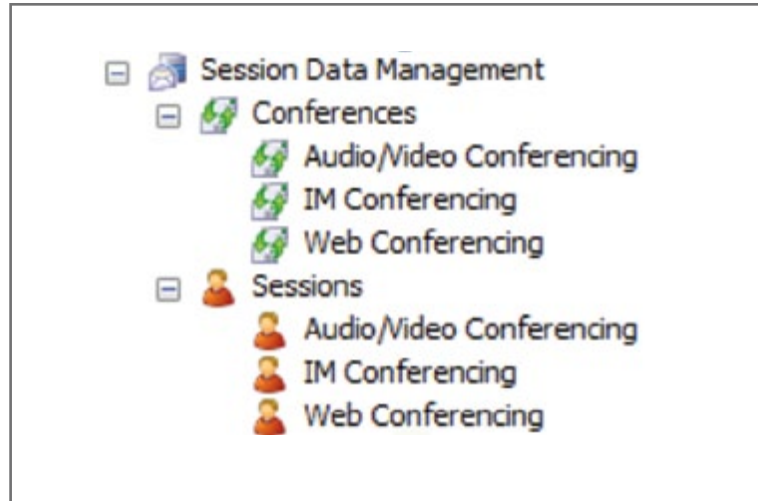 Session Data Management
Conferences
Audio/Video Conferencing
IM Conferencing
Web Conferencing
Sessions
Audio/Video Conferencing
IM Conferencing
Web Conferencing